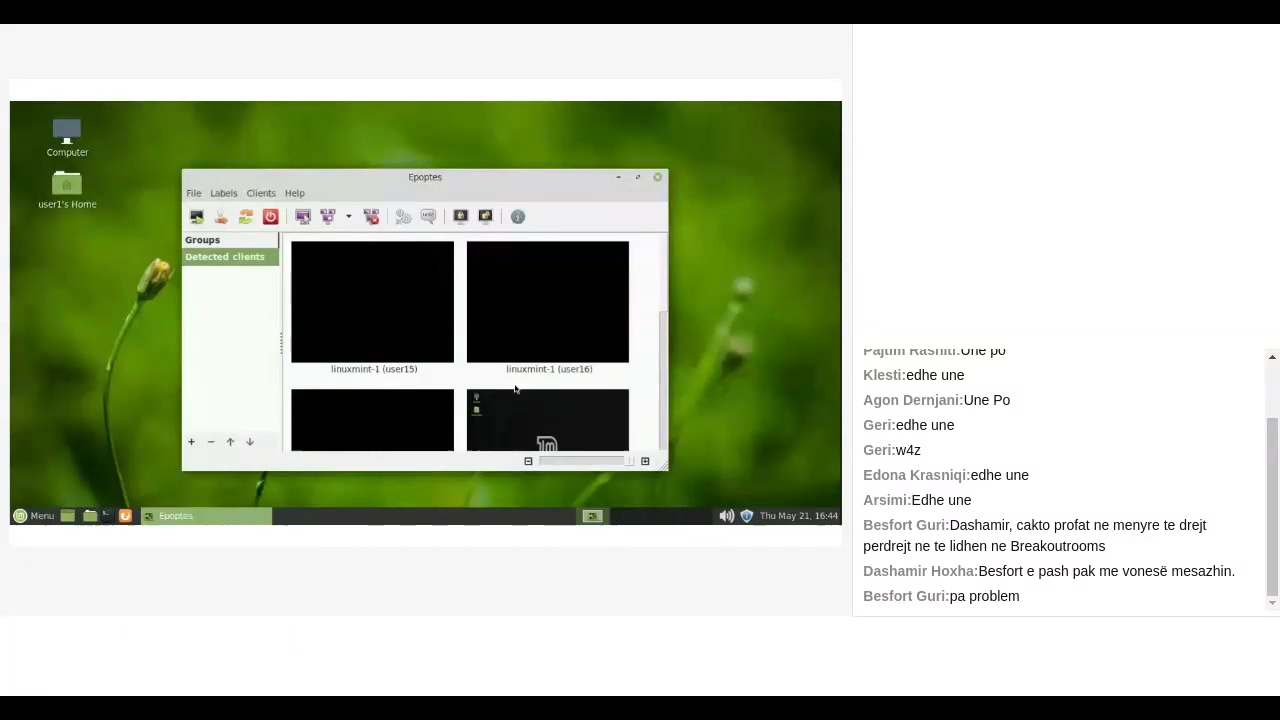 Computer
user1's Home
Epoptes
File Labels Clients Help
Groups
Detected clients
linuxmint-1 (user15)
linuxmint-1 (user16)
Menu
Epoptes
Thu May 21, 16:44
Pajtim Rashiti:Une po
Klesti:edhe une
Agon Dernjani:Une Po
Geri:edhe une
Geri:w4z
Edona Krasniqi:edhe une
Arsimi:Edhe une
Besfort Guri:Dashamir, cakto profat ne menyre te drejt
perdrejt ne te lidhen ne Breakoutrooms
Dashamir Hoxha:Besfort e pash pak me vonesë mesazhin.
Besfort Guri:pa problem